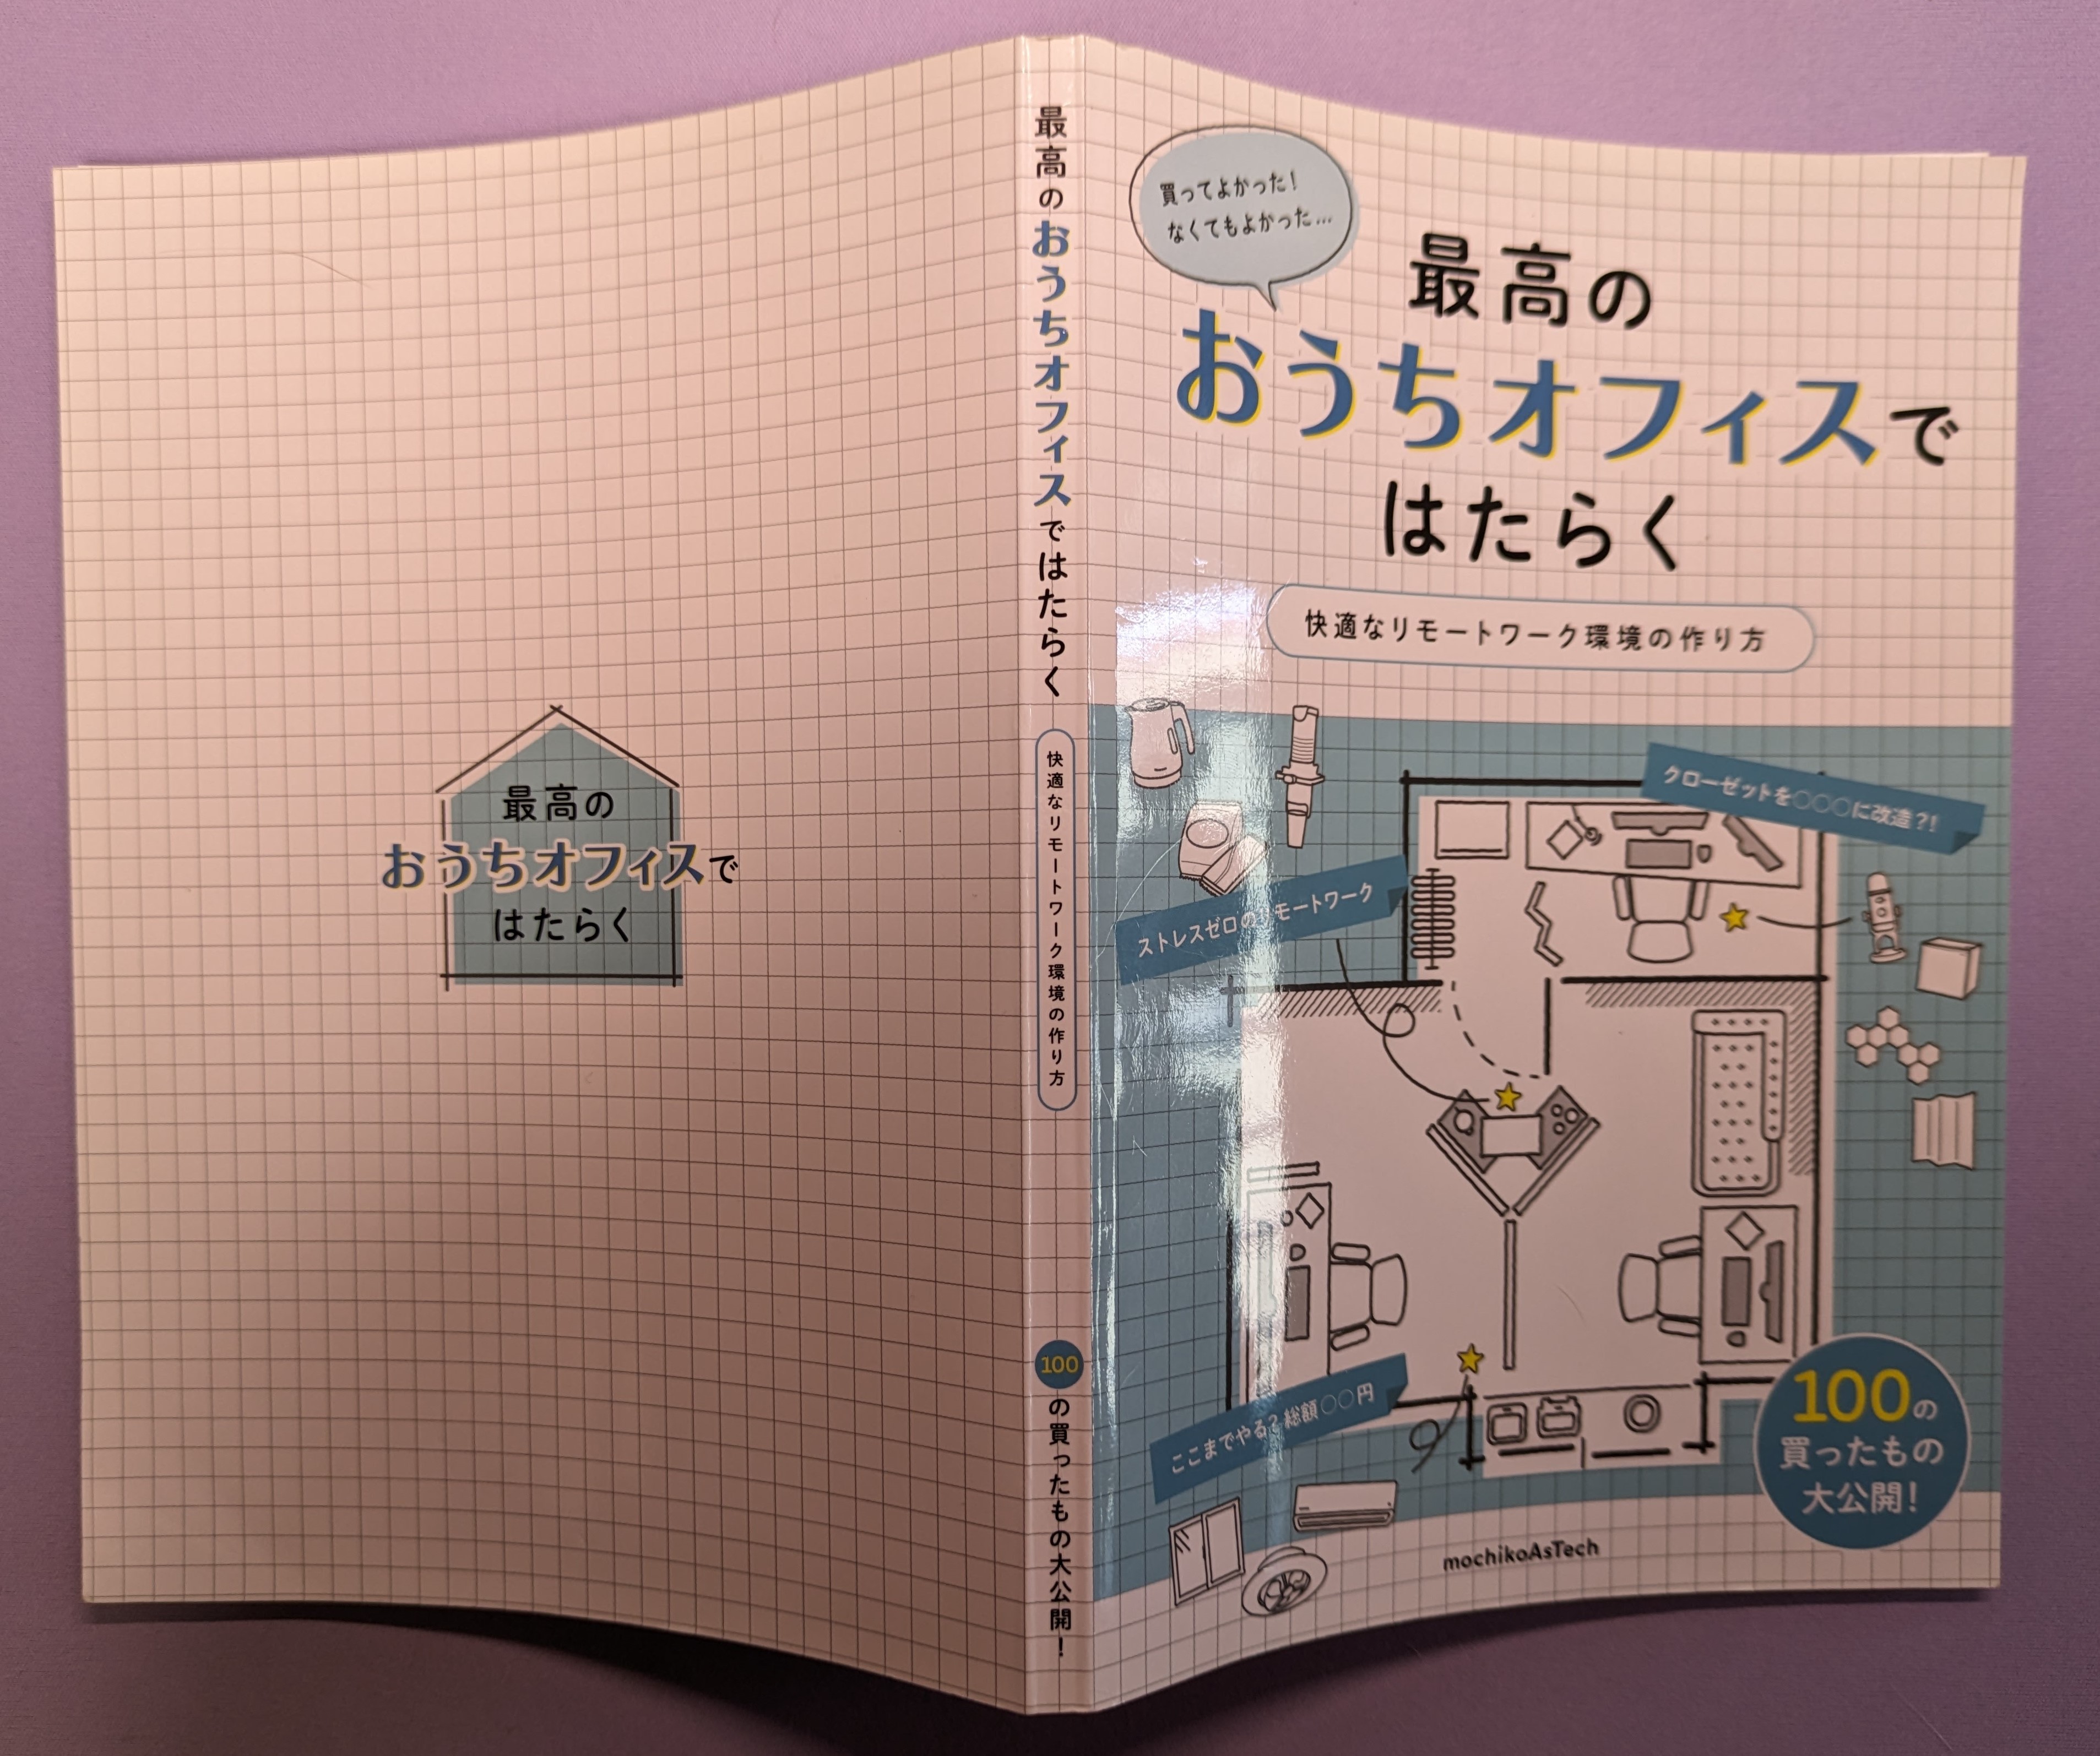 買ってよかった！
なくてもよかった…
最高の
おうちオフィスで
はたらく
快適なリモートワーク環境の作り方
クローゼットを○○○に改造？！
ストレスゼロのリモートワーク
ここまでやる？総額○○円
100の
買ったもの
大公開！
mochikoAsTech
最高のおうちオフィスではたらく
快適なリモートワーク環境の作り方
100の買ったもの大公開！
最高の
おうちオフィスで
はたらく